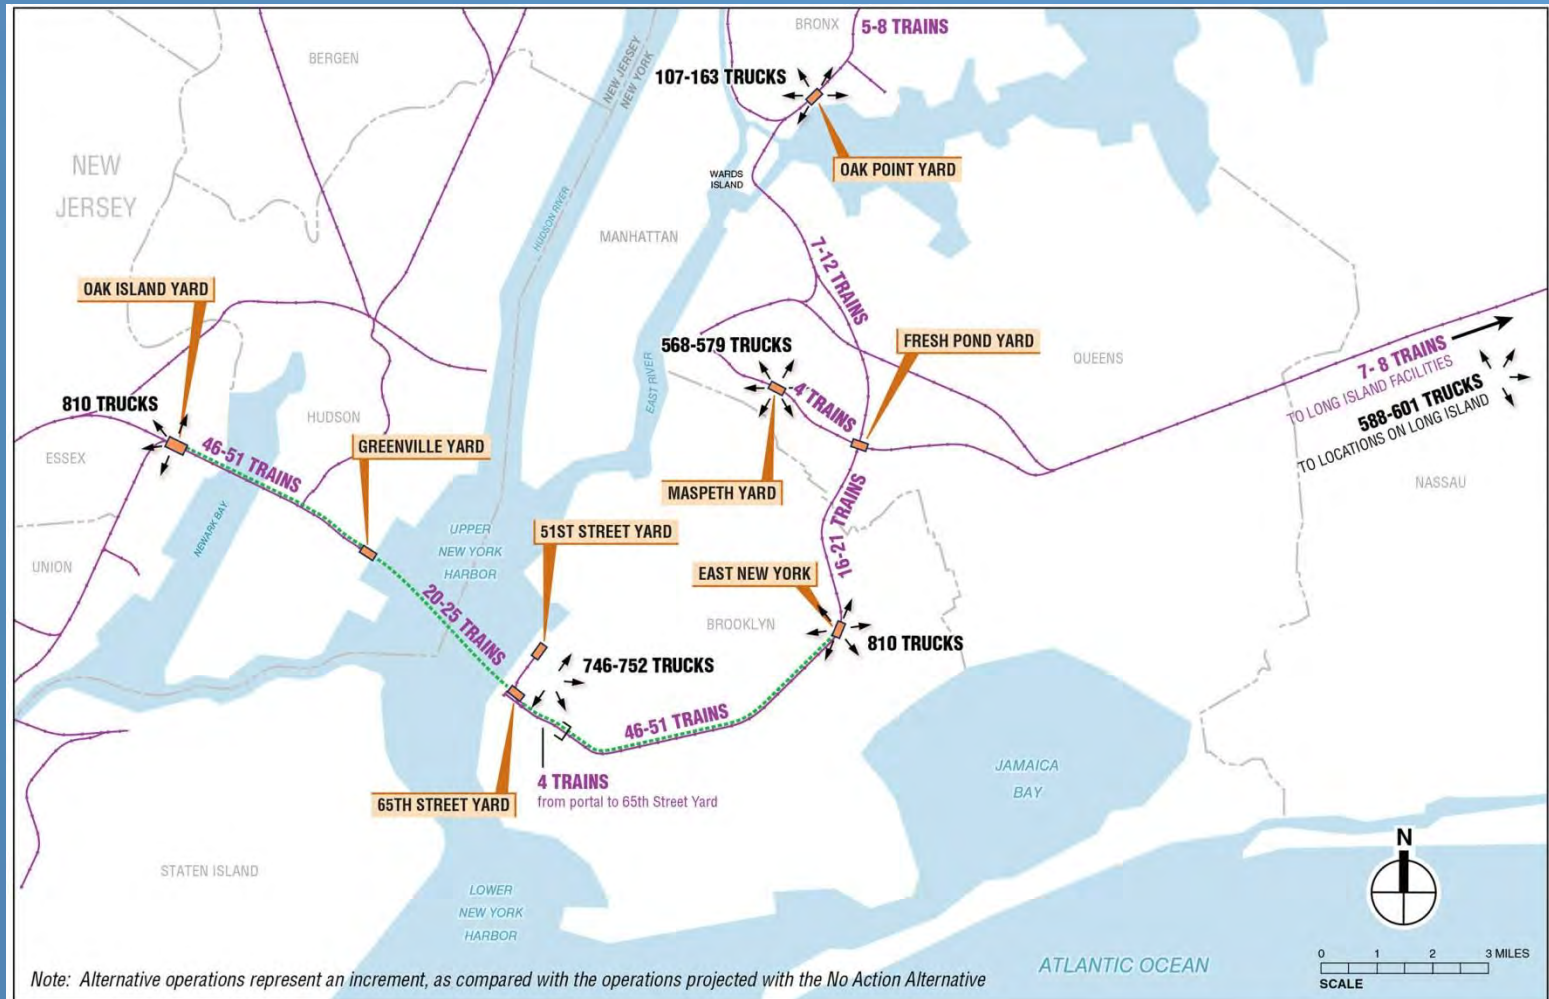 BRONX
5-8 TRAINS
BERGEN
NEW JERSEY
NEW YORK
107-163 TRUCKS
OAK POINT YARD
NEW
JERSEY
WARDS
ISLAND
HUDSON RIVER
MANHATTAN
7-12 TRAINS
OAK ISLAND YARD
568-579 TRUCKS
FRESH POND YARD
QUEENS
EAST RIVER
4 TRAINS
7- 8 TRAINS
TO LONG ISLAND FACILITIES
588-601 TRUCKS
TO LOCATIONS ON LONG ISLAND
810 TRUCKS
HUDSON
46-51 TRAINS
GREENVILLE YARD
ESSEX
MASPETH YARD
NASSAU
NEWARK BAY
UPPER
NEW YORK
HARBOR
51ST STREET YARD
16-21 TRAINS
UNION
EAST NEW YORK
20-25 TRAINS
BROOKLYN
810 TRUCKS
746-752 TRUCKS
46-51 TRAINS
4 TRAINS
from portal to 65th Street Yard
65TH STREET YARD
JAMAICA
BAY
STATEN ISLAND
LOWER
NEW YORK
HARBOR
N
ATLANTIC OCEAN
0 1 2 3 MILES
SCALE
Note: Alternative operations represent an increment, as compared with the operations projected with the No Action Alternative